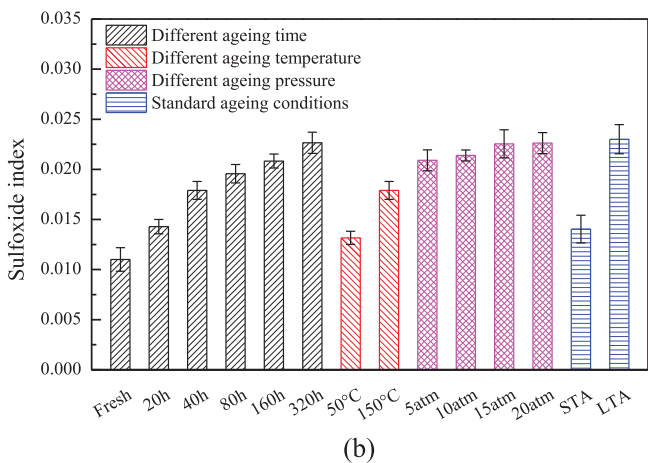 0.035
0.030
0.025
0.020
0.015
0.010
0.005
0.000
Sulfoxide index
Different ageing time
Different ageing temperature
Different ageing pressure
Standard ageing conditions
Fresh 20h 40h 80h 160h 320h 50°C 150°C 5atm 10atm 15atm 20atm STA LTA
(b)